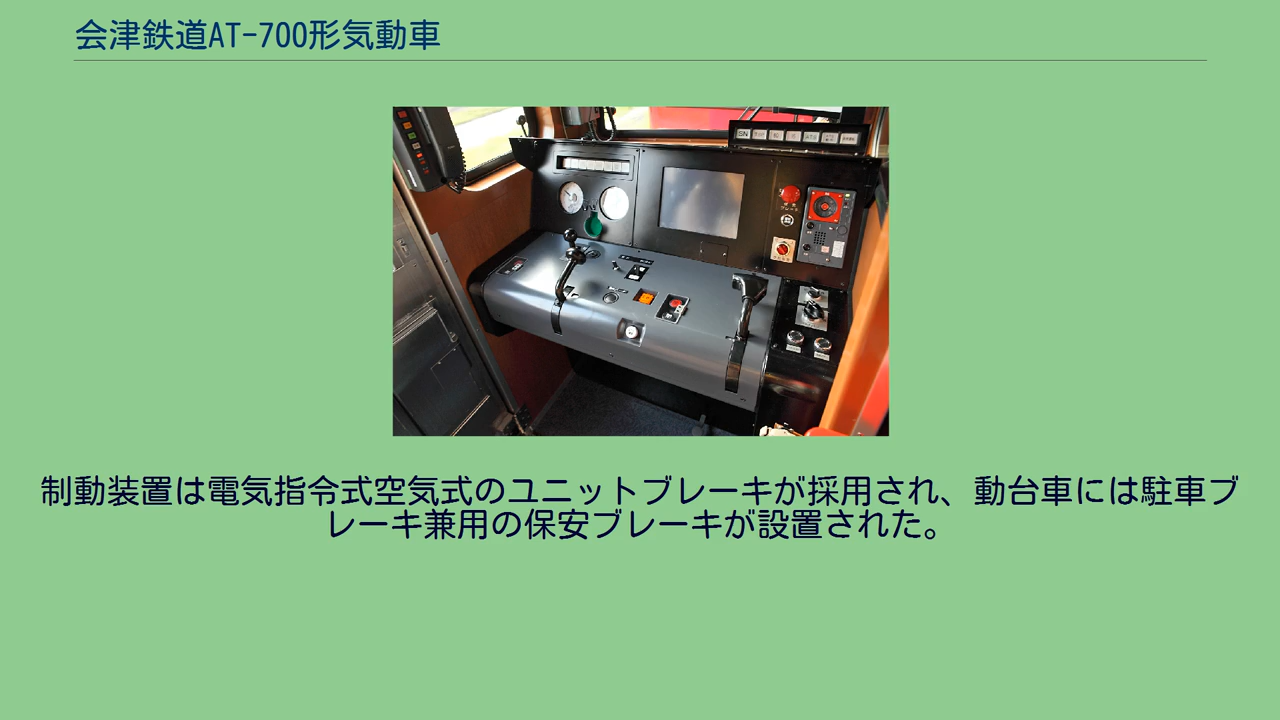 会津鉄道AT-700形気動車
SN
制動装置は電気指令式空気式のユニットブレーキが採用され、動台車には駐車ブ
レーキ兼用の保安ブレーキが設置された。